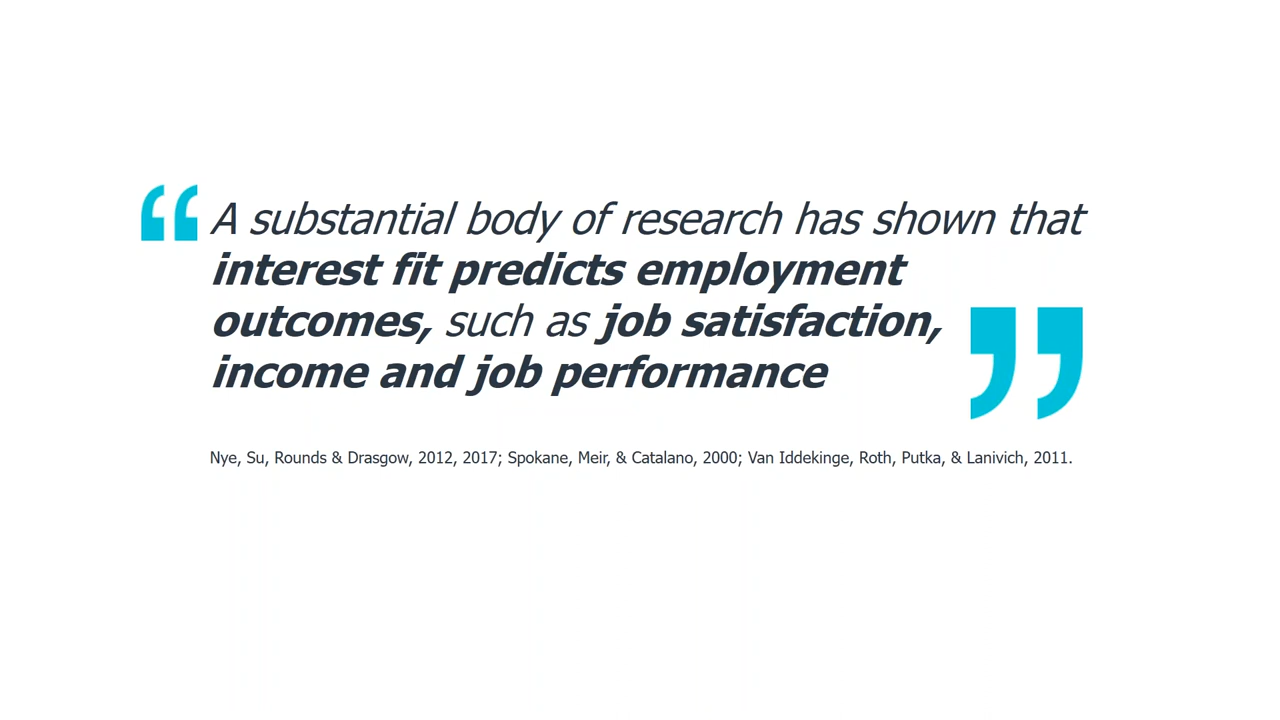 “ A substantial body of research has shown that
interest fit predicts employment
outcomes, such as job satisfaction,
income and job performance ”
Nye, Su, Rounds & Drasgow, 2012, 2017; Spokane, Meir, & Catalano, 2000; Van Iddekinge, Roth, Putka, & Lanivich, 2011.